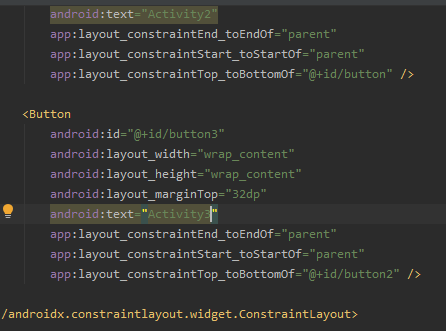 android:text="Activity2"
app:layout_constraintEnd_toEndOf="parent"
app:layout_constraintStart_toStartOf="parent"
app:layout_constraintTop_toBottomOf="@+id/button" />
<Button
android:id="@+id/button3"
android:layout_width="wrap_content"
android:layout_height="wrap_content"
android:layout_marginTop="32dp"
android:text="Activity3"
app:layout_constraintEnd_toEndOf="parent"
app:layout_constraintStart_toStartOf="parent"
app:layout_constraintTop_toBottomOf="@+id/button2" />
/androidx.constraintlayout.widget.ConstraintLayout>